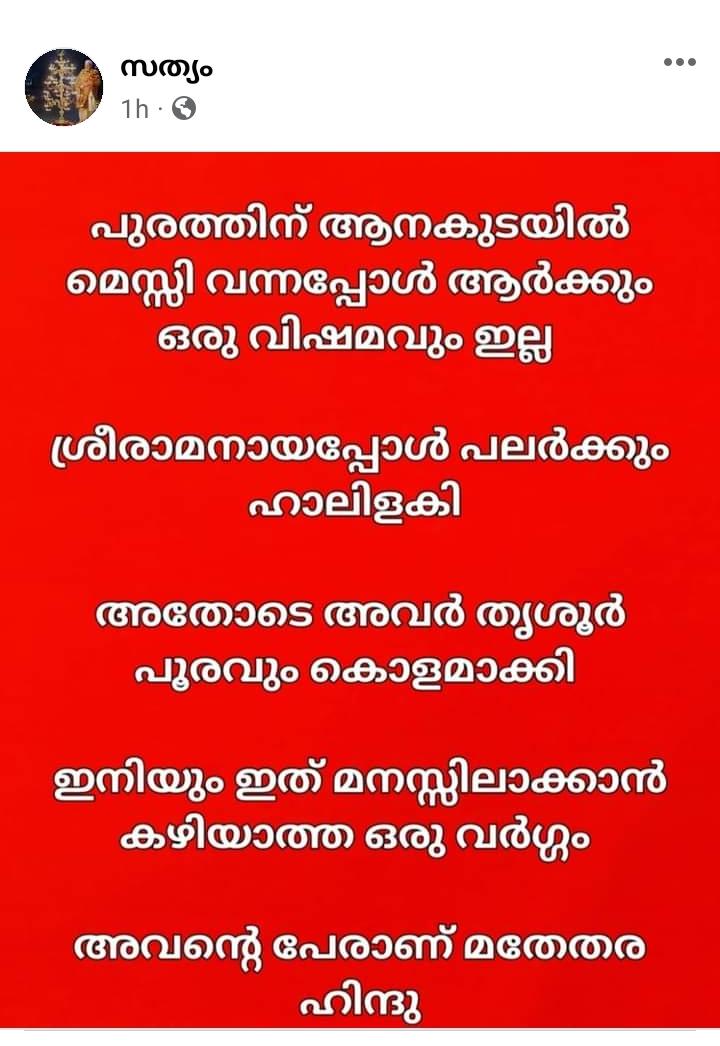 സത്യം
1h ·
പുരത്തിന് ആനകുടയിൽ
മെസ്സി വന്നപ്പോൾ ആർക്കും
ഒരു വിഷമവും ഇല്ല
ശ്രീരാമനായപ്പോൾ പലർക്കും
ഹാലിളകി
അതോടെ അവർ തൃശൂർ
പൂരവും കൊളമാക്കി
ഇനിയും ഇത് മനസ്സിലാക്കാൻ
കഴിയാത്ത ഒരു വർഗ്ഗം
അവൻ്റെ പേരാണ് മതേതര
ഹിന്ദു